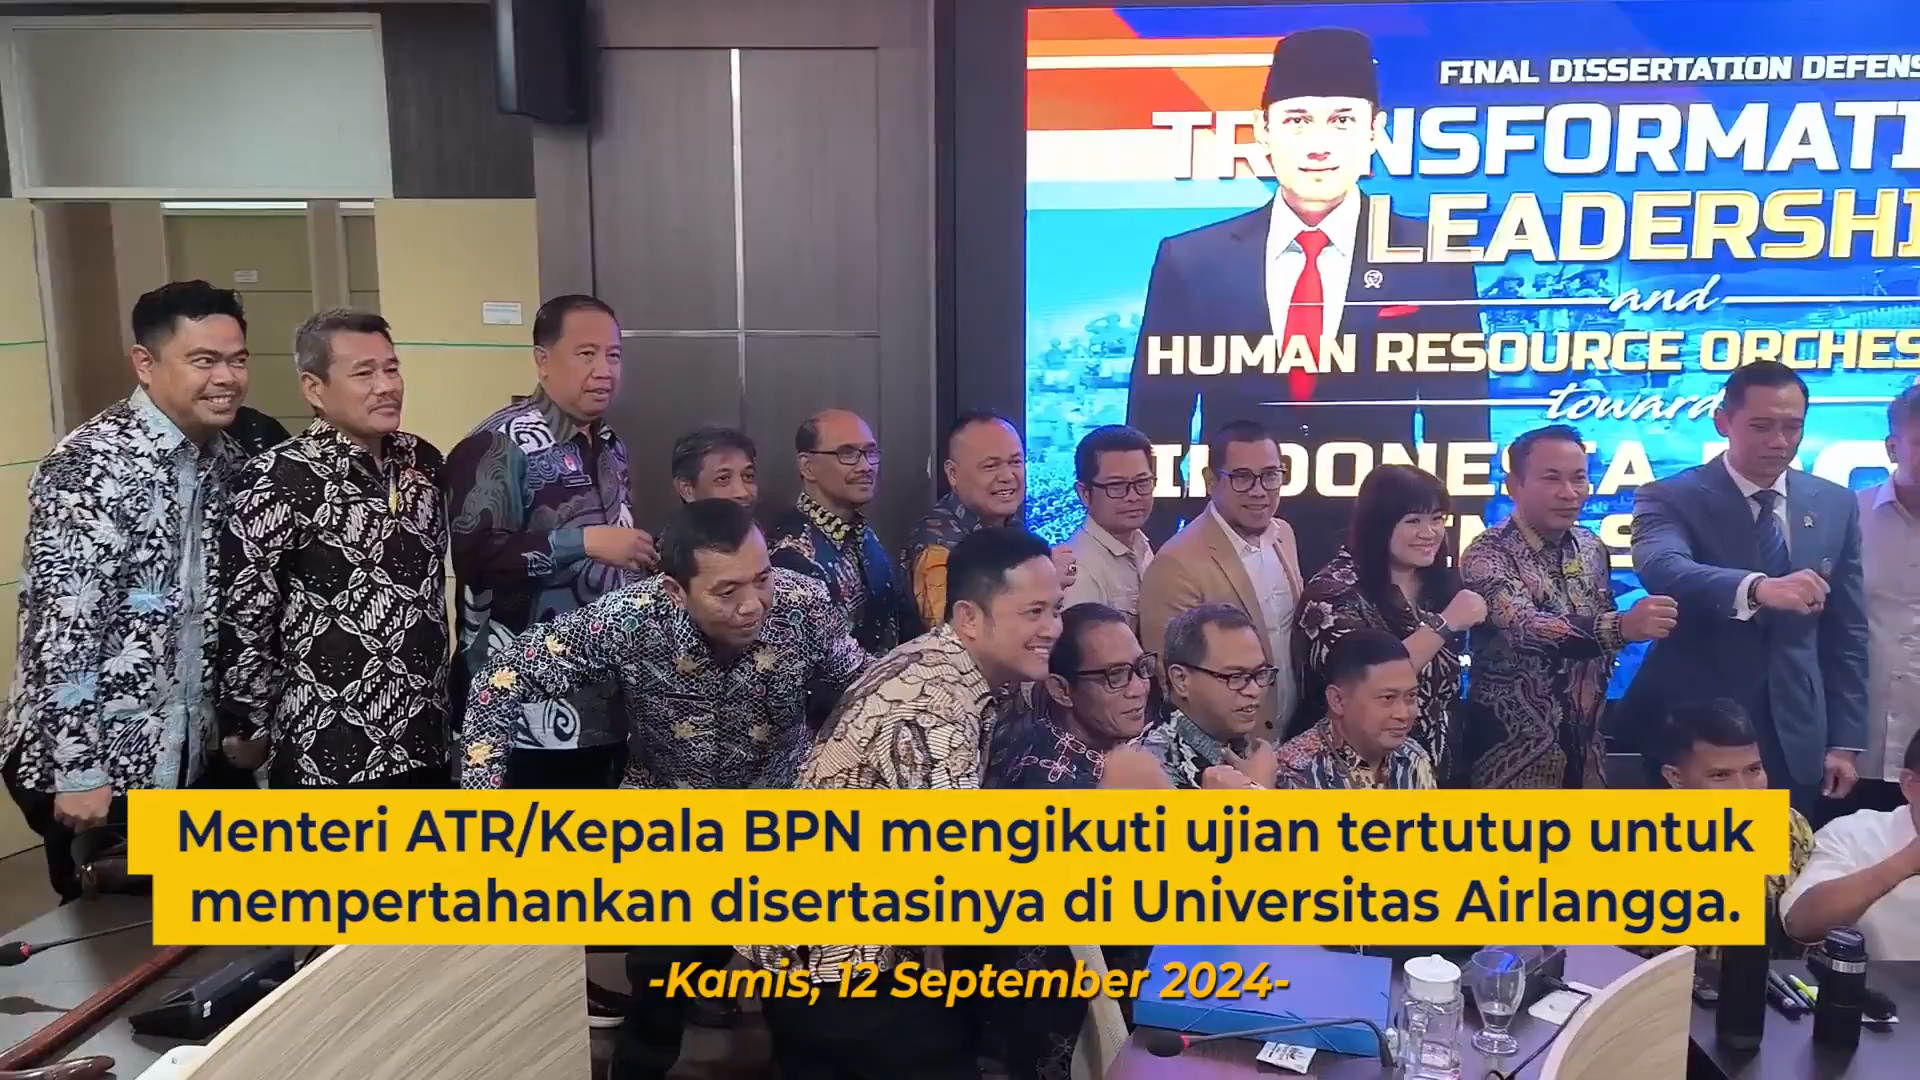 FINAL DISSERTATION DEFENS
TRANSFORMATI
LEADERSHI
and
HUMAN RESOURCE ORCHES
toward
INDONESIA
Menteri ATR/Kepala BPN mengikuti ujian tertutup untuk
mempertahankan disertasinya di Universitas Airlangga.
-Kamis, 12 September 2024-